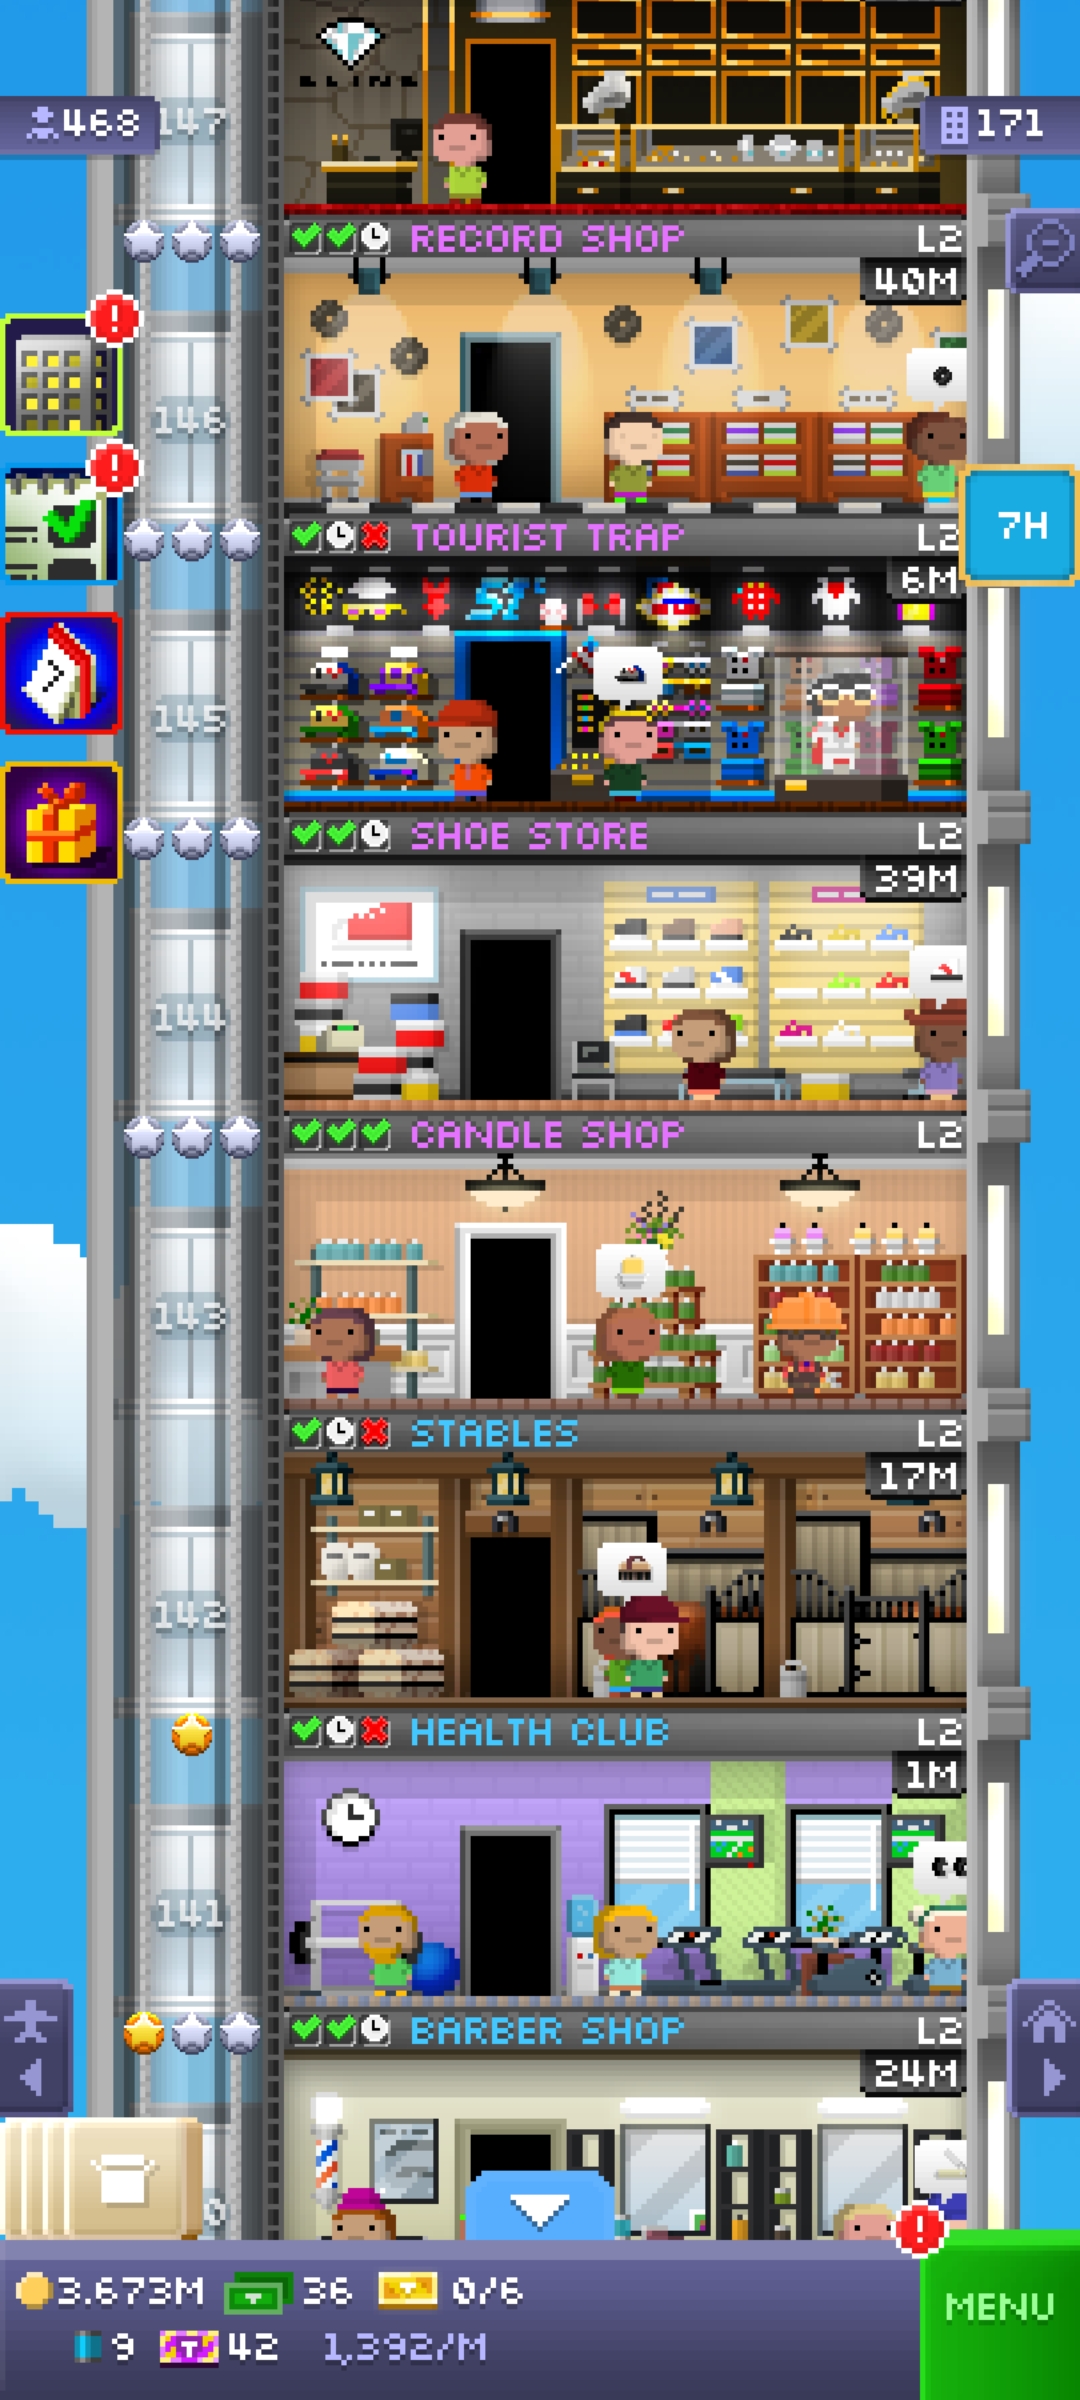 BLING
468
147
171
RECORD SHOP L2
40M
146
TOURIST TRAP L2
7H
6M
145
SHOE STORE L2
39M
144
CANDLE SHOP L2
143
STABLES L2
17M
142
HEALTH CLUB L2
1M
141
BARBER SHOP L2
24M
0
3.673M 36 0/6
MENU
9 T 42 1,392/M